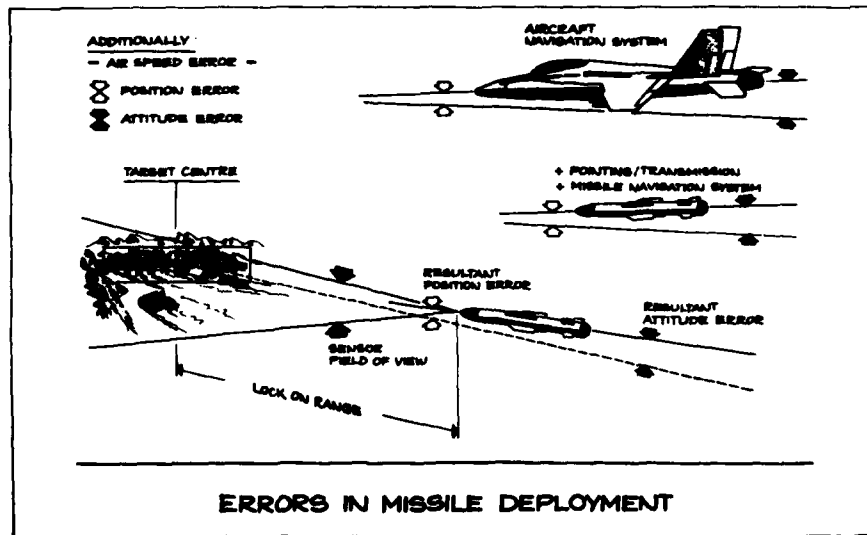 ADDITIONALLY
- AIR SPEED ERROR -
POSITION ERROR
ATTITUDE ERROR
AIRCRAFT
NAVIGATION SYSTEM
TARGET CENTRE
+ POINTING/TRANSMISSION
+ MISSILE NAVIGATION SYSTEM
RESULTANT
POSITION ERROR
RESULTANT
ATTITUDE ERROR
SENSOR
FIELD OF VIEW
LOCK ON RANGE
ERRORS IN MISSILE DEPLOYMENT